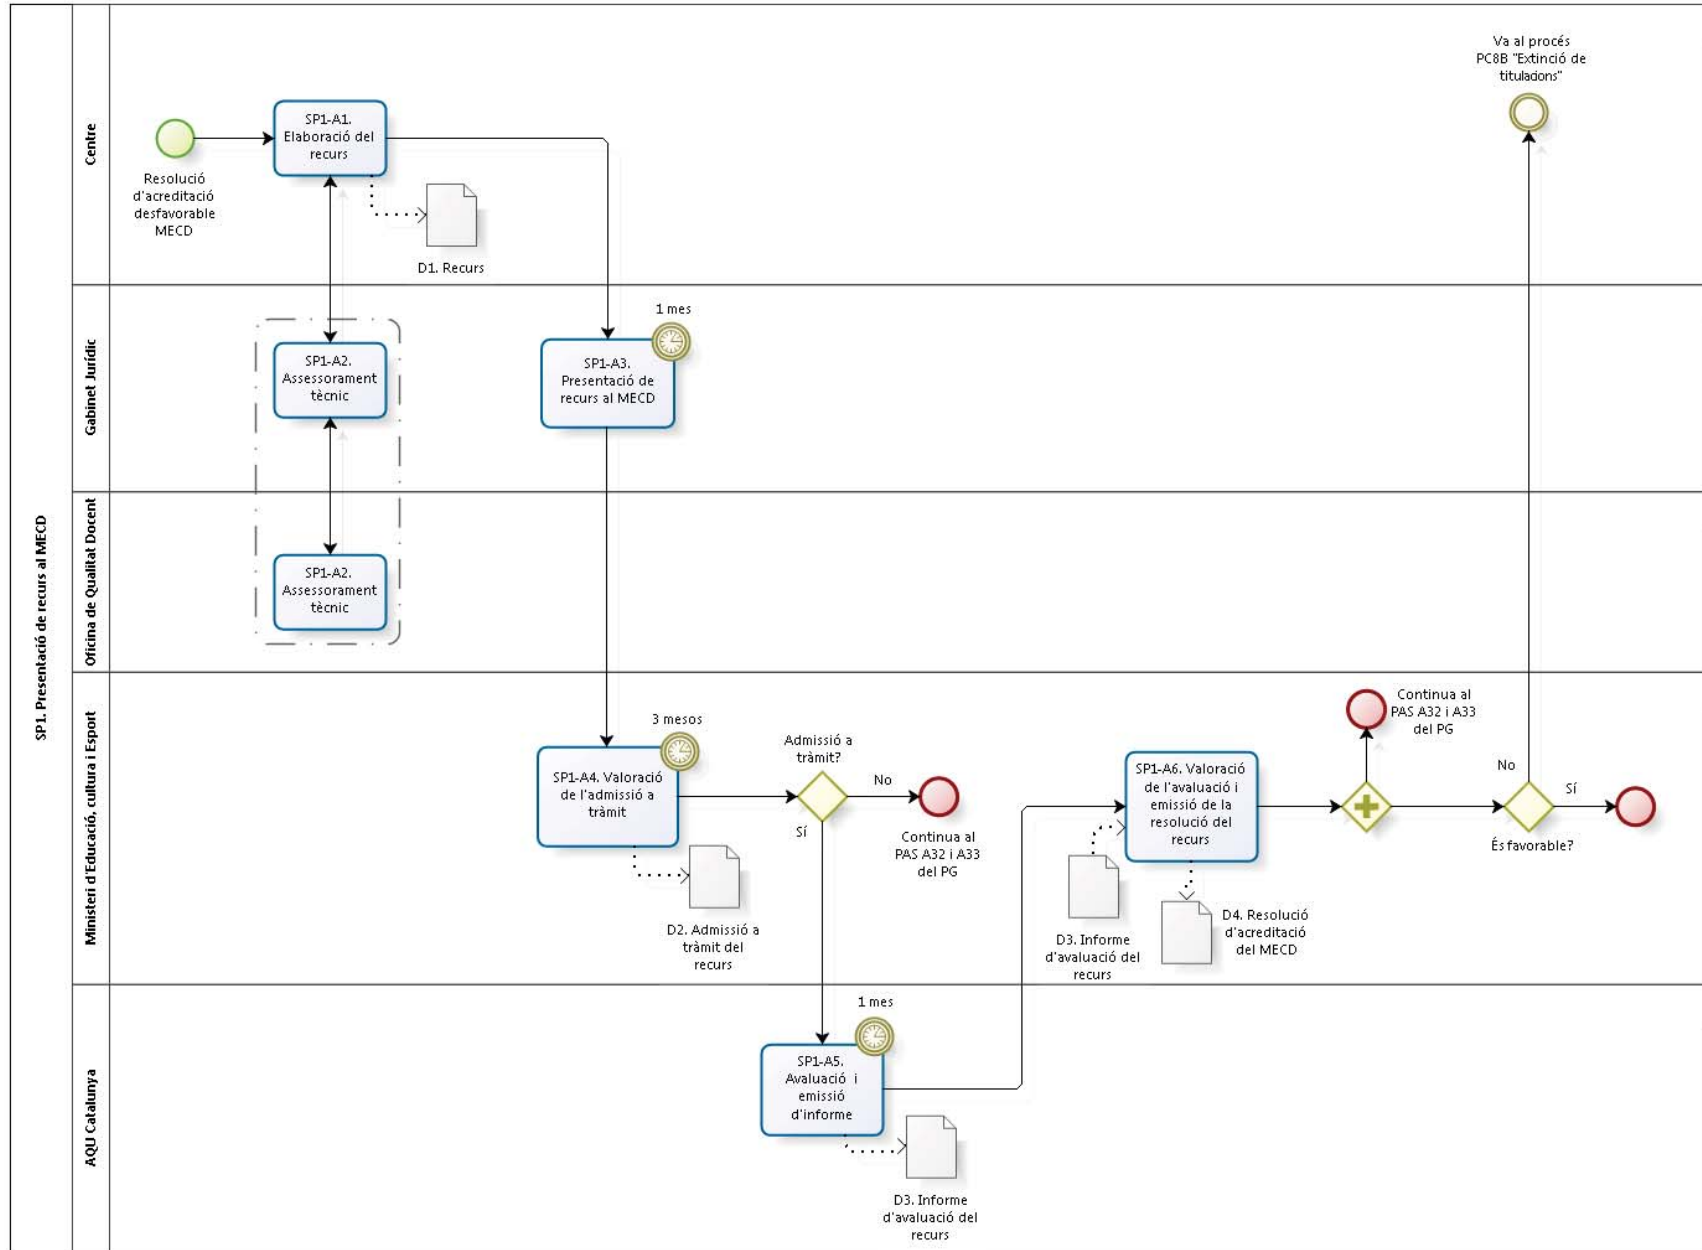 SP1. Presentació de recurs al MECD
Centre
Resolució
d'acreditació
desfavorable
MECD
SP1-A1.
Elaboració del
recurs
D1. Recurs
Va al procés
PC8B "Extinció de
titulacions"
Gabinet Jurídic
SP1-A2.
Assessorament
tècnic
1 mes
SP1-A3.
Presentació de
recurs al MECD
Oficina de Qualitat Docent
SP1-A2.
Assessorament
tècnic
Ministeri d'Educació, cultura i Esport
3 mesos
SP1-A4. Valoració
de l'admissió a
tràmit
D2. Admissió a
tràmit del
recurs
Admissió a
tràmit?
No
Sí
Continua al
PAS A32 i A33
del PG
SP1-A6. Valoració
de l'avaluació i
emissió de la
resolució del
recurs
D3. Informe
d'avaluació del
recurs
D4. Resolució
d'acreditació
del MECD
Continua al
PAS A32 i A33
del PG
No
Sí
És favorable?
AQU Catalunya
1 mes
SP1-A5.
Avaluació i
emissió
d'informe
D3. Informe
d'avaluació del
recurs